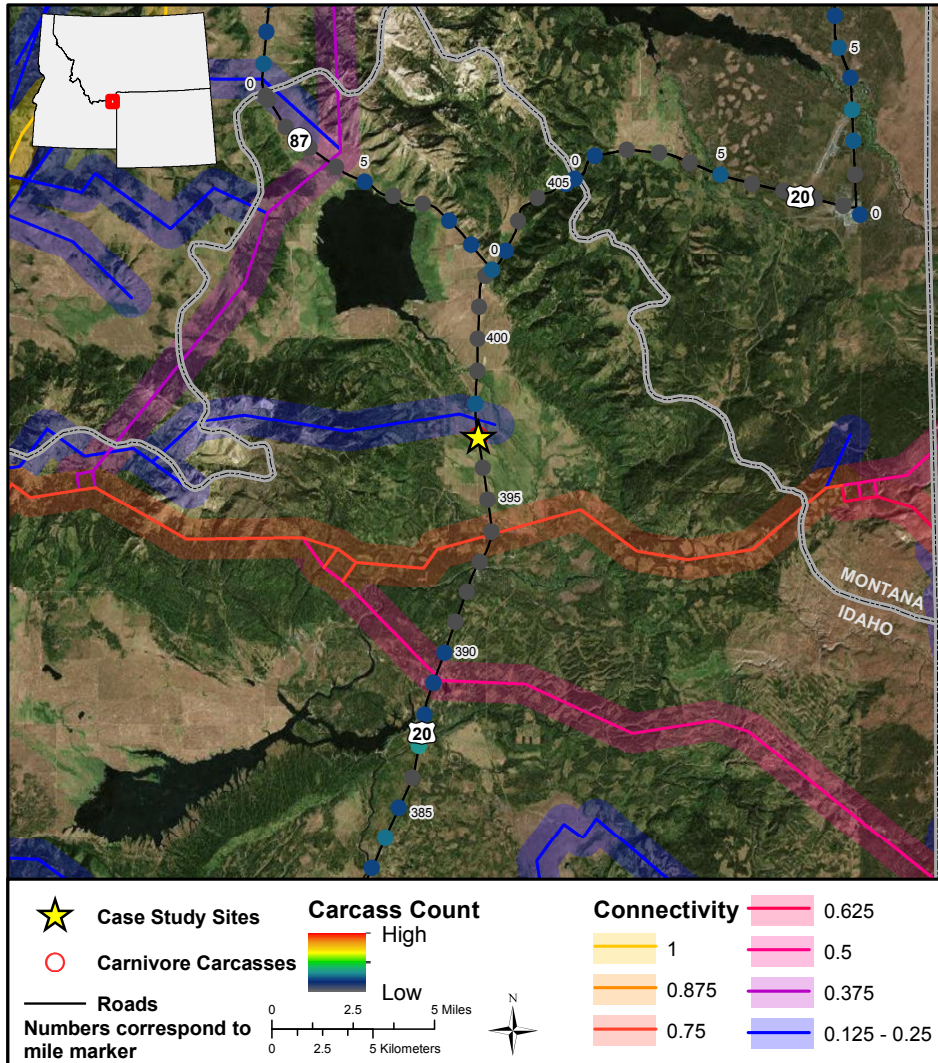 0
5
87
5
0
405
5
20
0
0
400
395
MONTANA
IDAHO
390
20
385
Case Study Sites
Carnivore Carcasses
Roads
Numbers correspond to
mile marker
Carcass Count
High
Low
0 2.5 5 Miles
0 2.5 5 Kilometers
N
Connectivity
1
0.875
0.75
0.625
0.5
0.375
0.125 - 0.25